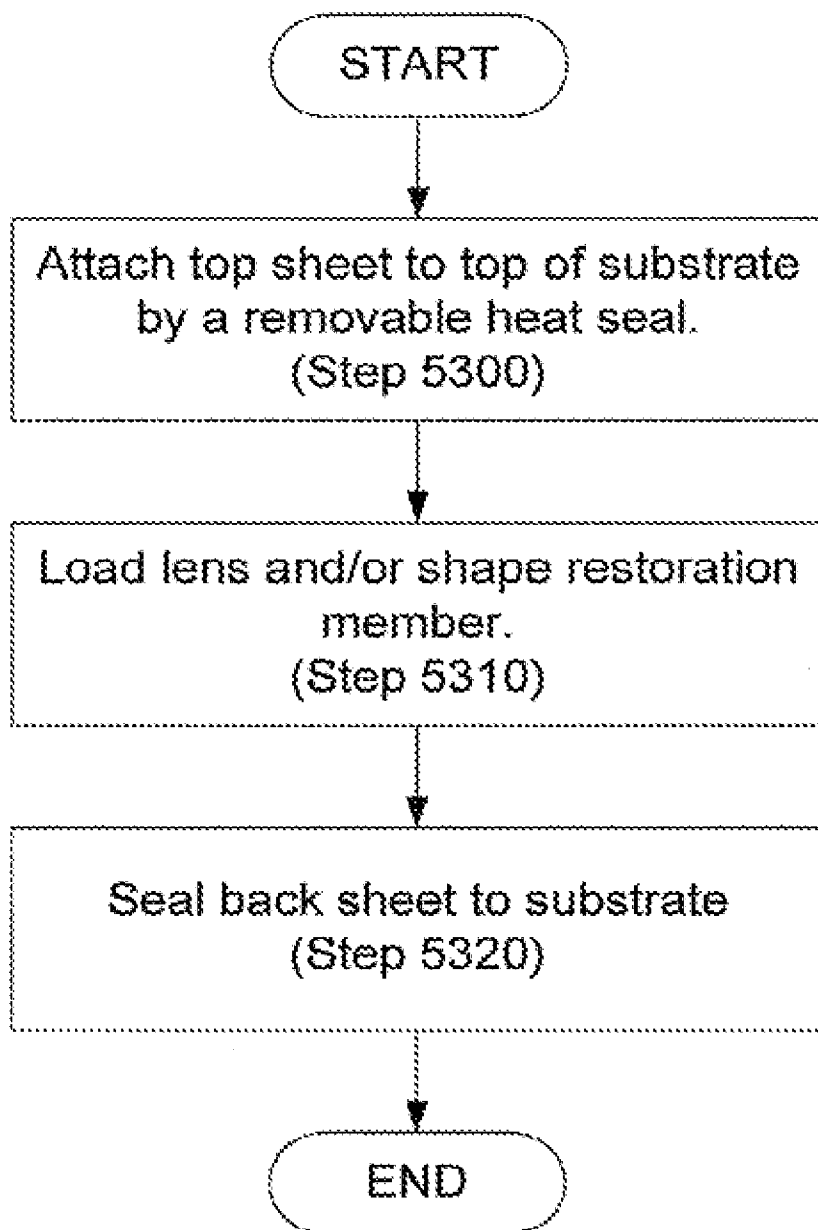 START
Attach top sheet to top of substrate
by a removable heat seal.
(Step 5300)
Load lens and/or shape restoration
member.
(Step 5310)
Seal back sheet to substrate
(Step 5320)
END